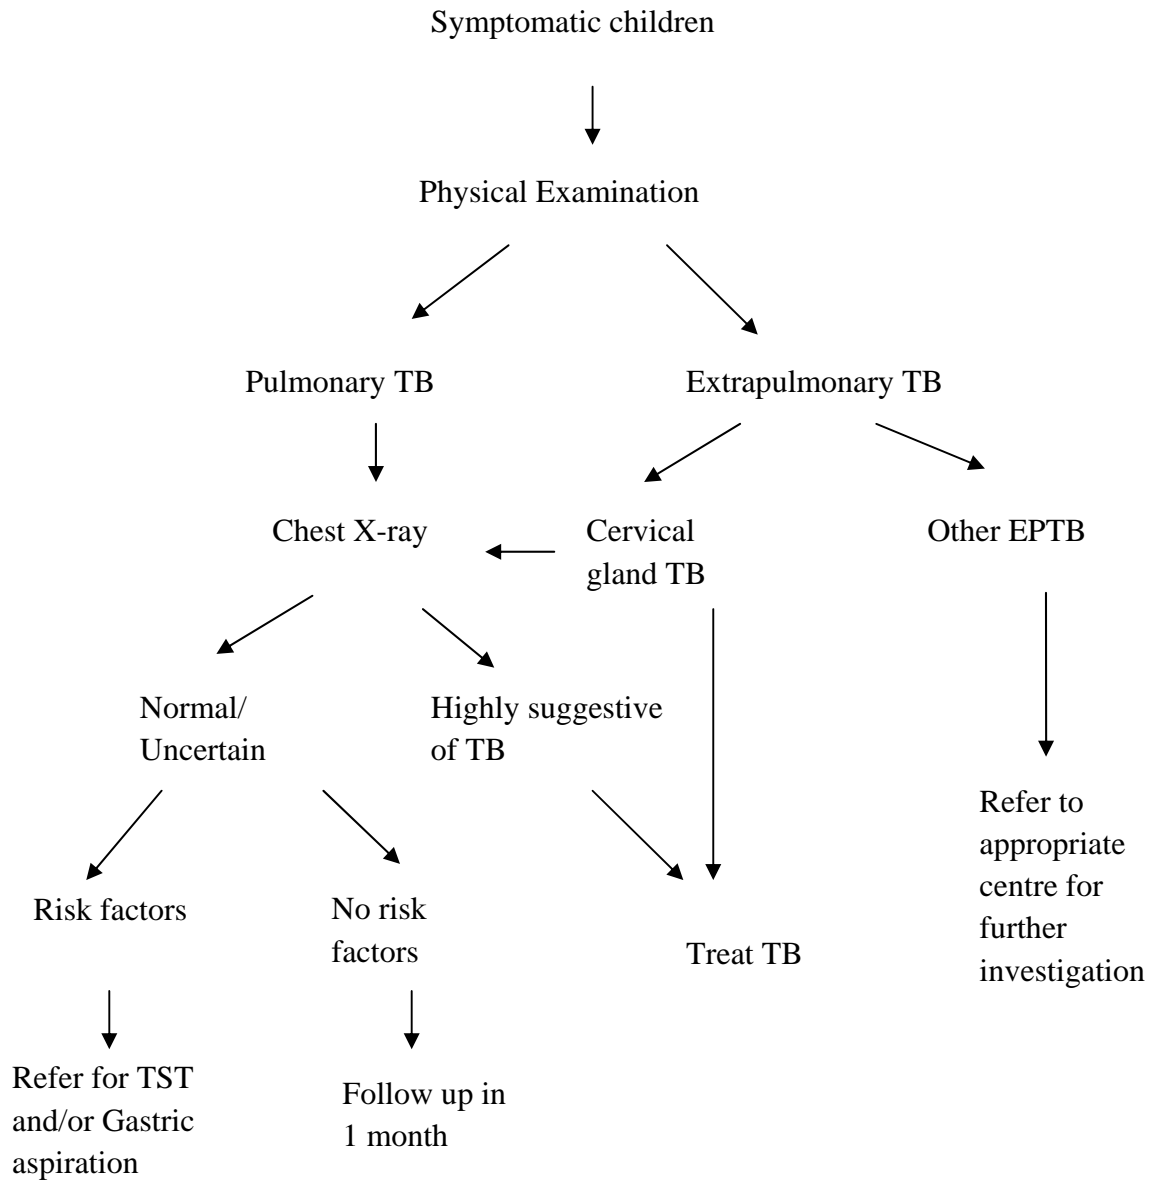 Symptomatic children
Physical Examination
Pulmonary TB
Extrapulmonary TB
Chest X-ray
Cervical
gland TB
Other EPTB
Normal/
Uncertain
Highly suggestive
of TB
Refer to
appropriate
centre for
further
investigation
Risk factors
No risk
factors
Treat TB
Refer for TST
and/or Gastric
aspiration
Follow up in
1 month